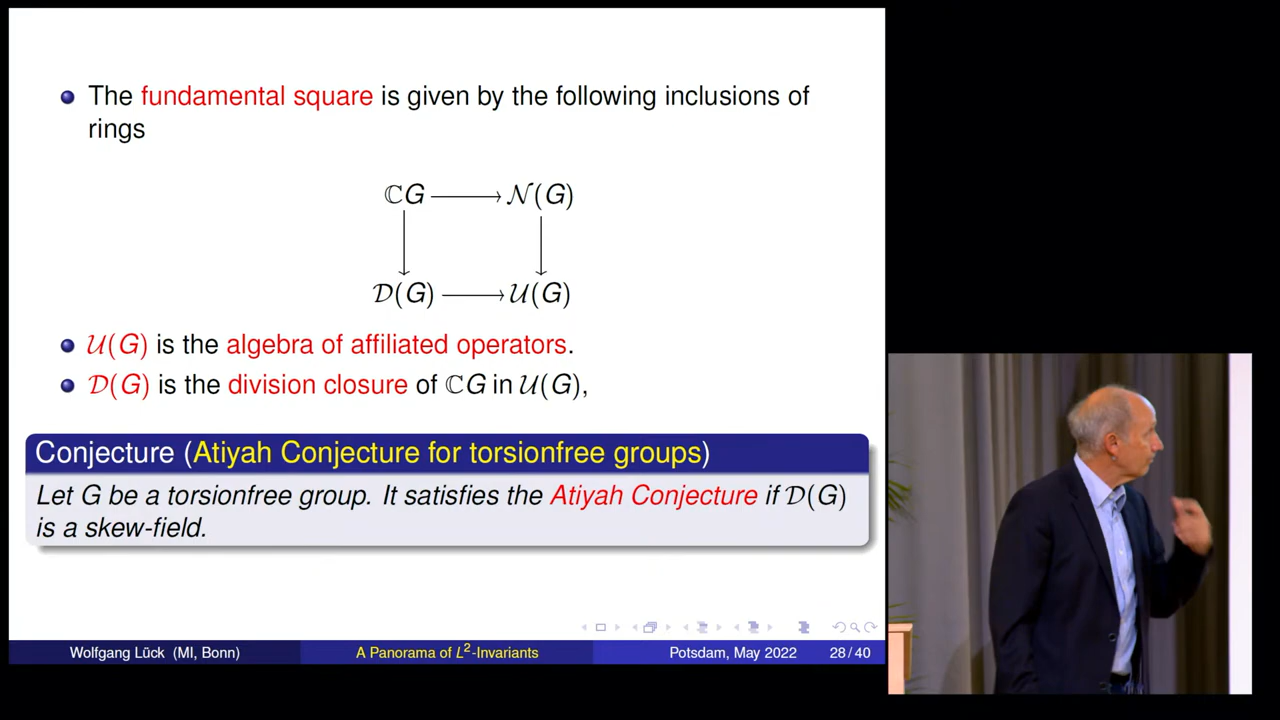 The fundamental square is given by the following inclusions of
rings
ℂG 𝒩(G)
𝒟(G) 𝒰(G)
𝒰(G) is the algebra of affiliated operators.
𝒟(G) is the division closure of ℂG in 𝒰(G),
Conjecture (Atiyah Conjecture for torsionfree groups)
Let G be a torsionfree group. It satisfies the Atiyah Conjecture if 𝒟(G)
is a skew-field.
Wolfgang Lück (MI, Bonn) A Panorama of L²-Invariants Potsdam, May 2022 28 / 40